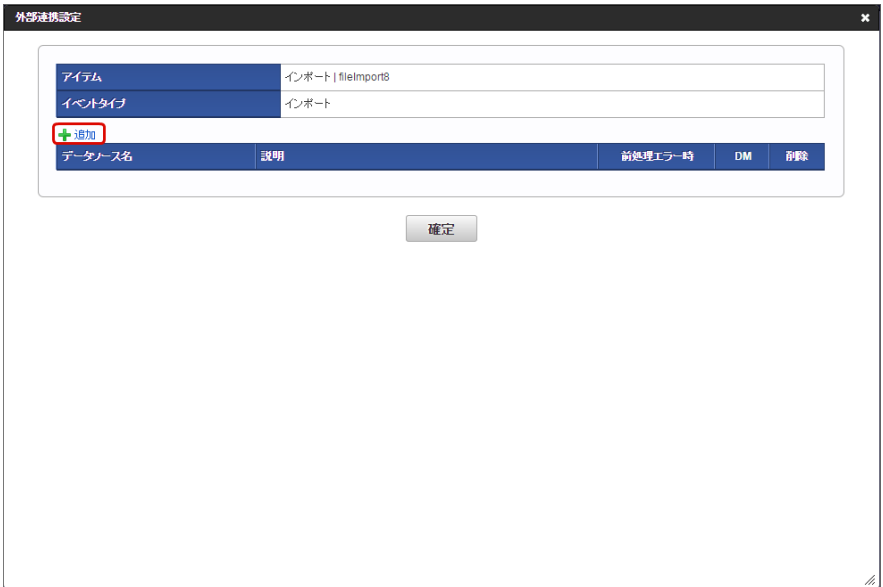 外部連携設定
アイテム インポート | fileImport8
イベントタイプ インポート
追加
データソース名 説明 前処理エラー時 DM 削除
確定